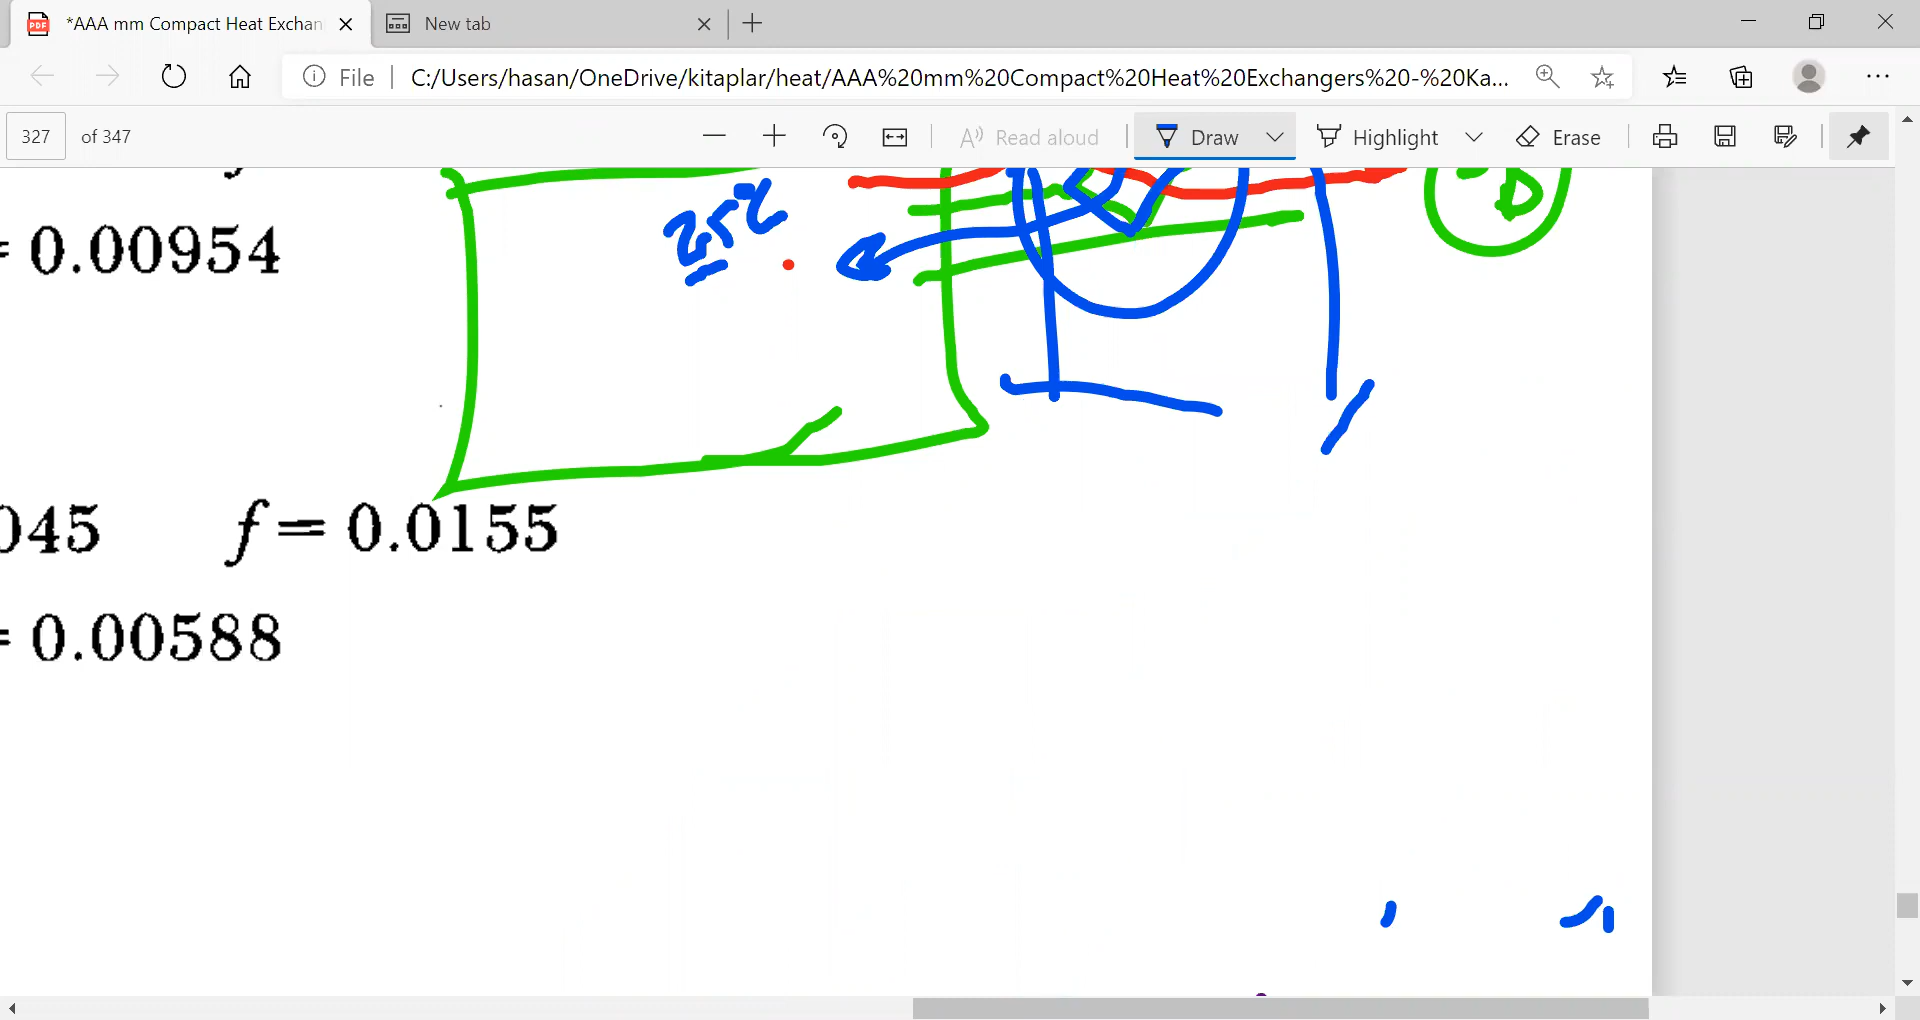 *AAA mm Compact Heat Exchan
New tab
File C:/Users/hasan/OneDrive/kitaplar/heat/AAA%20mm%20Compact%20Heat%20Exchangers%20-%20Ka...
327 of 347
Read aloud
Draw
Highlight
Erase
= 0.00954
045 f = 0.0155
= 0.00588